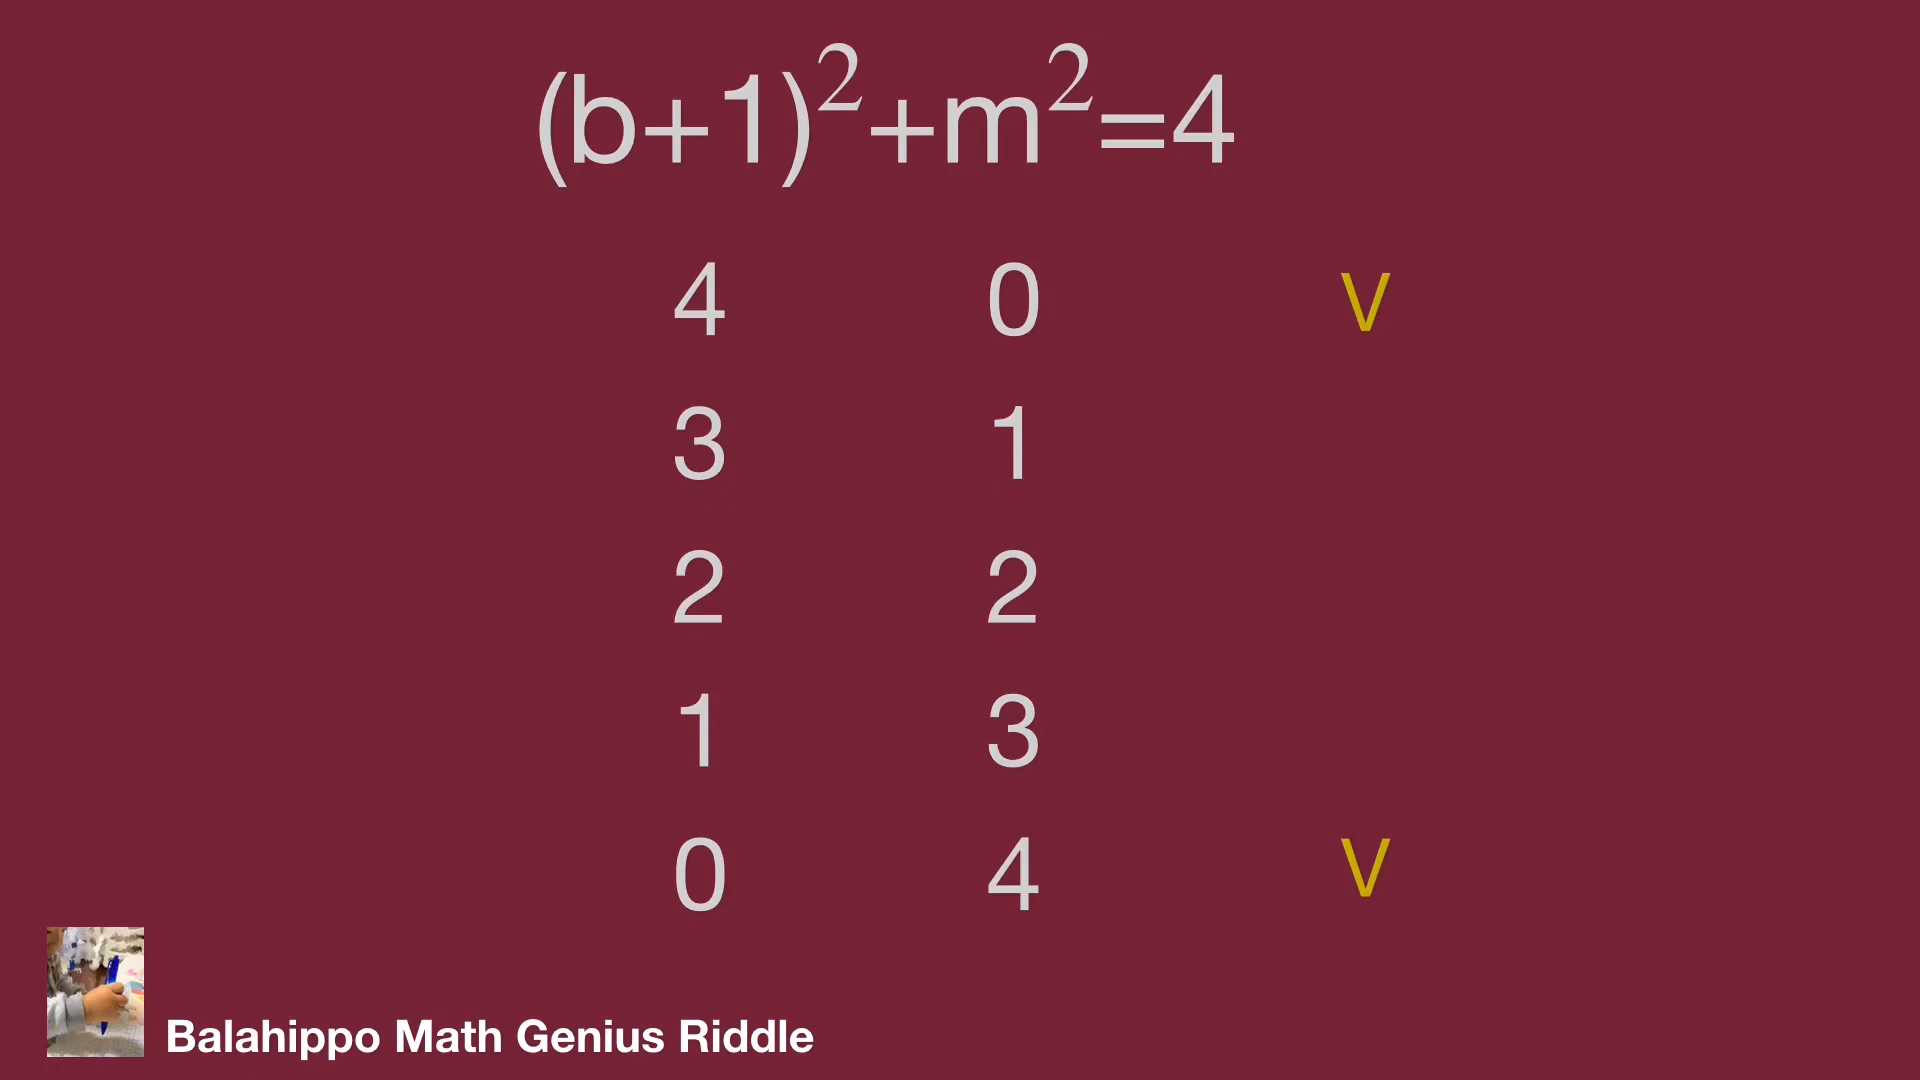 (b+1)²+m²=4
4 0 V
3 1
2 2
1 3
0 4 V
Balahippo Math Genius Riddle